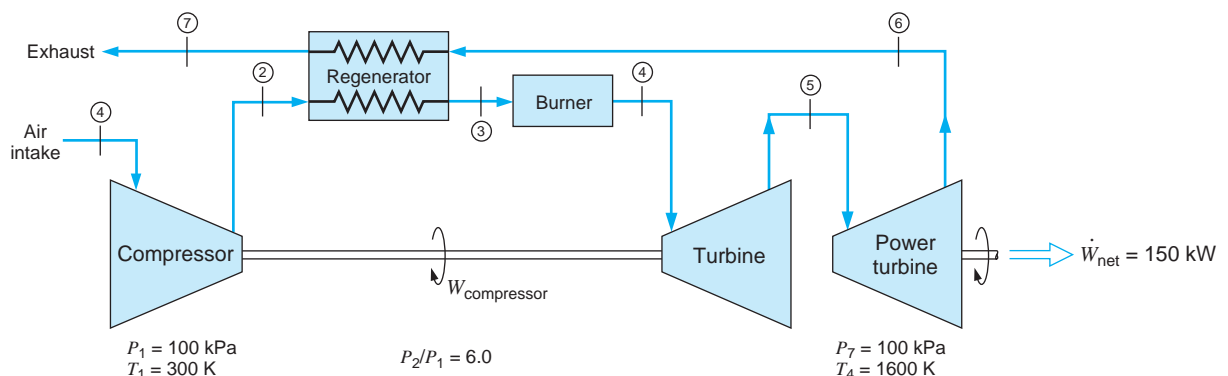 ⑦
⑥
Exhaust
②
Regenerator
④
⑤
④
③
Burner
Air
intake
Compressor
Turbine
Power
turbine
Ẇnet = 150 kW
Wcompressor
P1 = 100 kPa
T1 = 300 K
P2/P1 = 6.0
P7 = 100 kPa
T4 = 1600 K